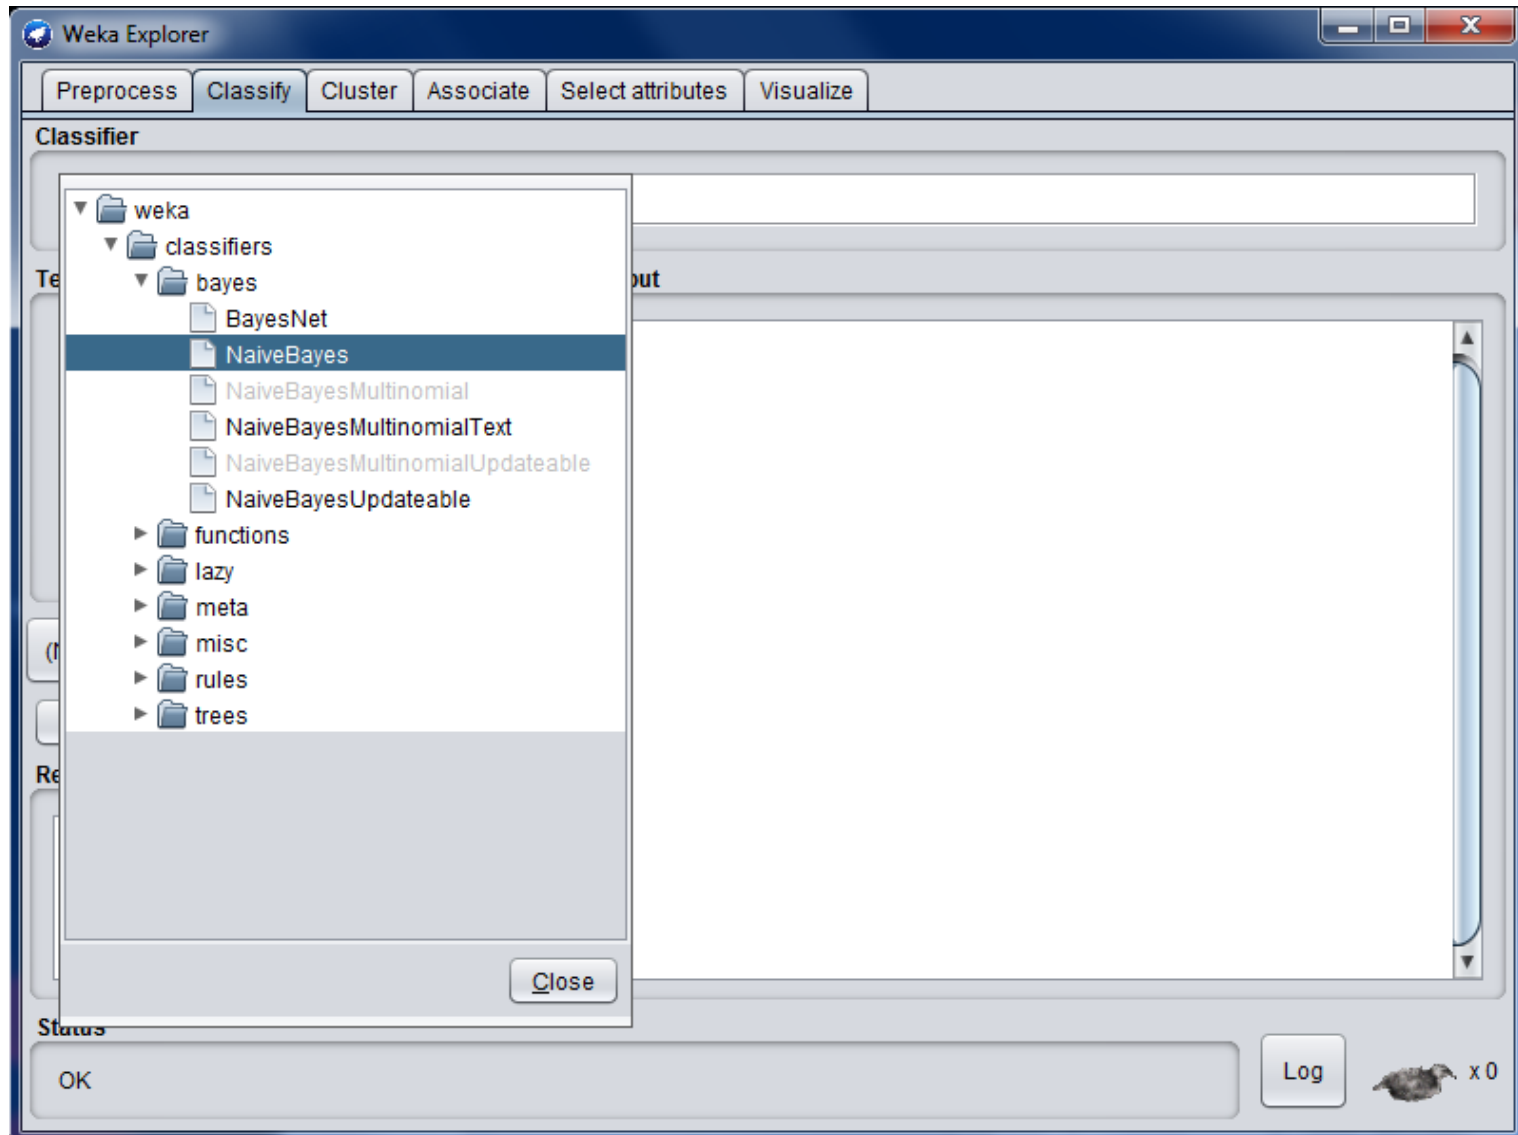 Weka Explorer
Preprocess Classify Cluster Associate Select attributes Visualize
Classifier
weka
classifiers
bayes
BayesNet
NaiveBayes
NaiveBayesMultinomial
NaiveBayesMultinomialText
NaiveBayesMultinomialUpdateable
NaiveBayesUpdateable
functions
lazy
meta
misc
rules
trees
Close
Status
OK
Log
x 0